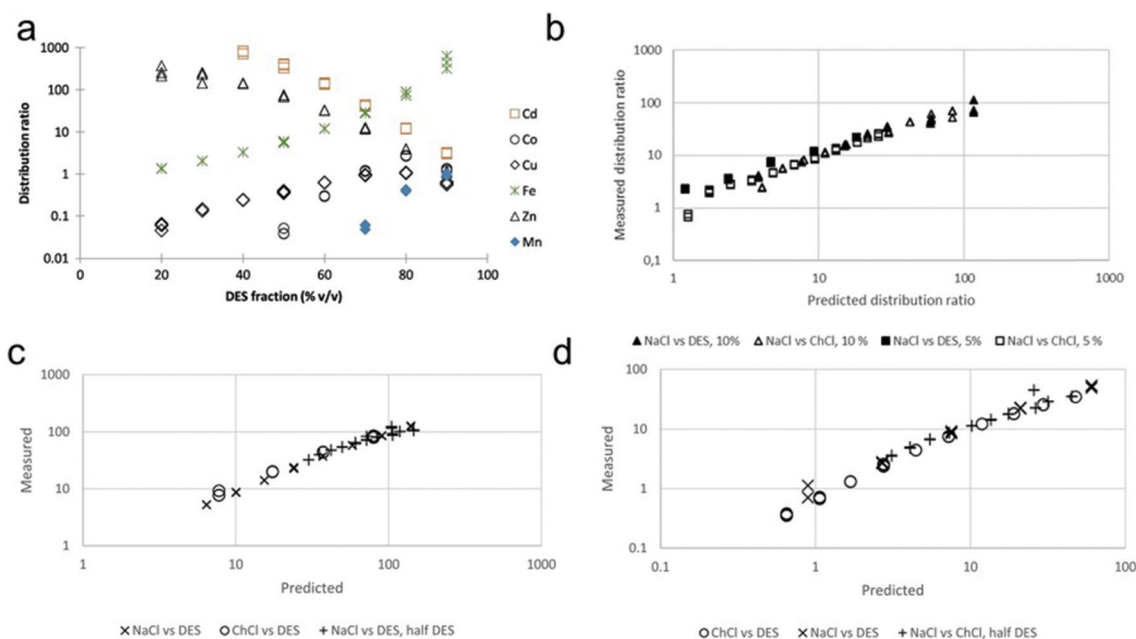 a
1000
100
10
1
0.1
0.01
0
20
40
60
80
100
Distribution ratio
DES fraction (% v/v)
Cd
Co
Cu
Fe
Zn
Mn
b
1000
100
10
1
0,1
1
10
100
1000
Measured distribution ratio
Predicted distribution ratio
NaCl vs DES, 10%
NaCl vs ChCl, 10 %
NaCl vs DES, 5%
NaCl vs ChCl, 5 %
c
1000
100
10
1
1
10
100
1000
Measured
Predicted
NaCl vs DES
ChCl vs DES
NaCl vs DES, half DES
d
100
10
1
0.1
0.1
1
10
100
Measured
Predicted
ChCl vs DES
NaCl vs DES
NaCl vs ChCl, half DES